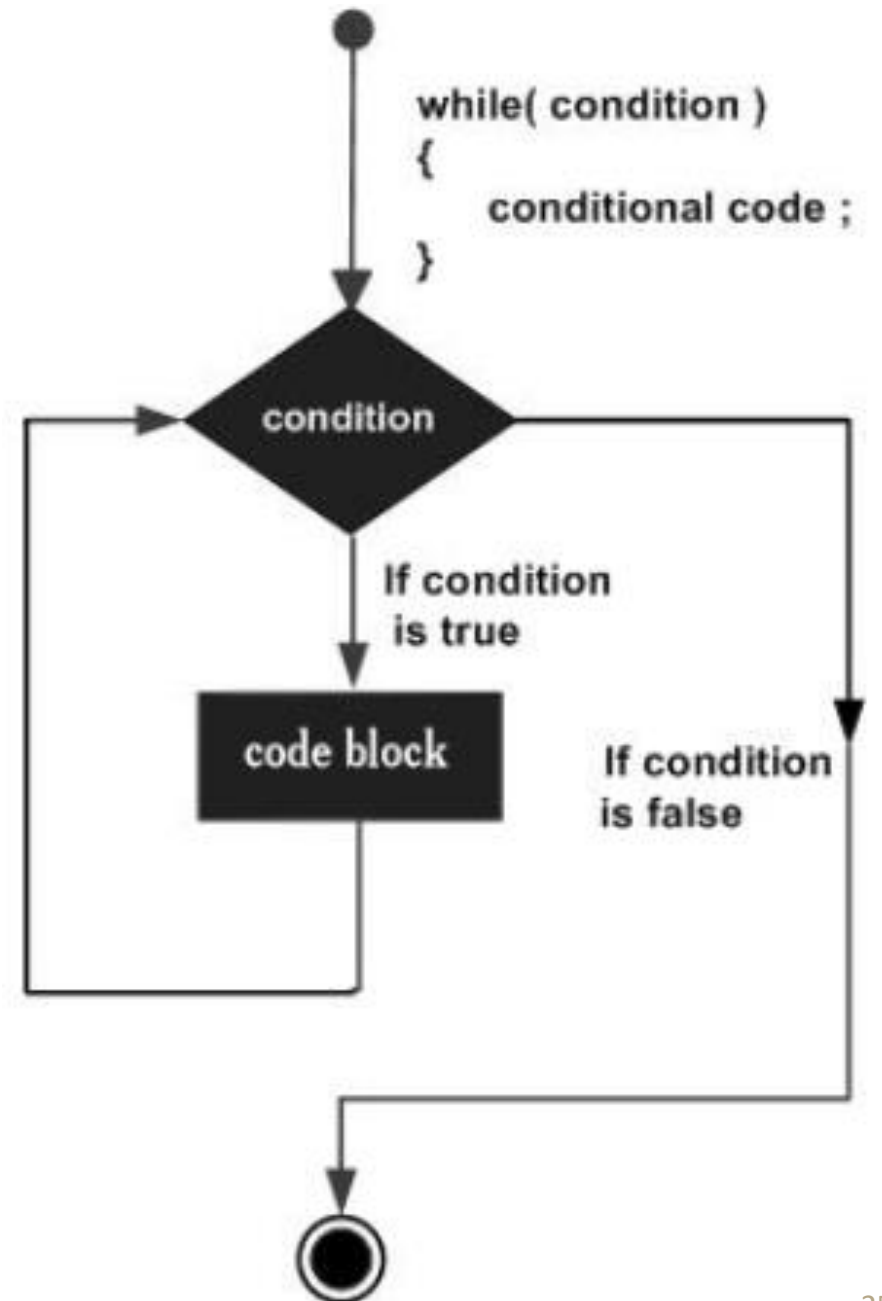 while( condition )
{
conditional code ;
}
condition
If condition
is true
code block
If condition
is false